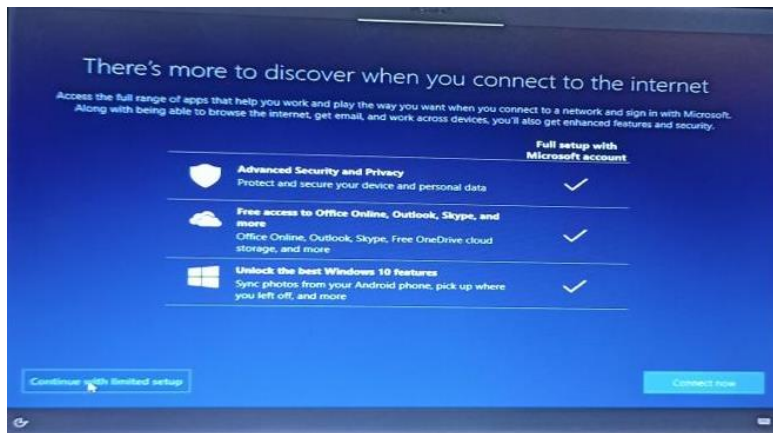 There's more to discover when you connect to the internet
Access the full range of apps that help you work and play the way you want when you connect to a network and sign in with Microsoft.
Along with being able to browse the internet, get email, and work across devices, you'll also get enhanced features and security.
Full setup with
Microsoft account
Advanced Security and Privacy
Protect and secure your device and personal data
Free access to Office Online, Outlook, Skype, and
more
Office Online, Outlook, Skype, Free OneDrive cloud
storage, and more
Unlock the best Windows 10 features
Sync photos from your Android phone, pick up where
you left off, and more
Continue with limited setup
Connect now